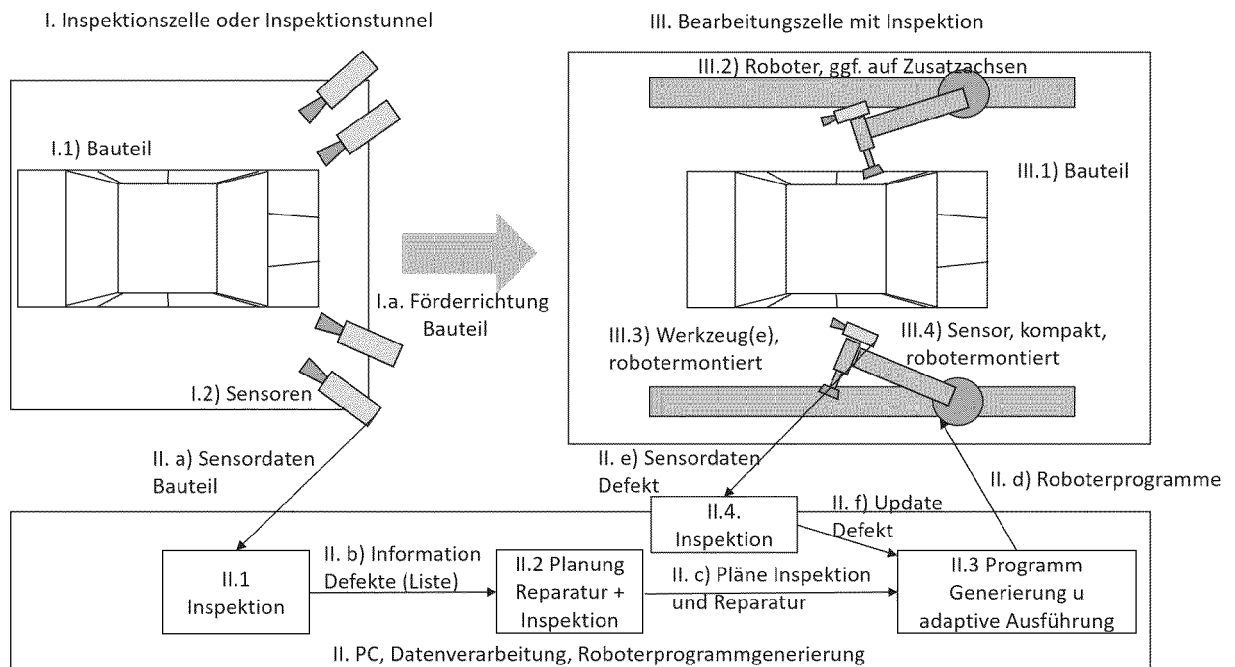 I. Inspektionszelle oder Inspektionstunnel
I.1) Bauteil
I.2) Sensoren
I.a. Förderrichtung
Bauteil
III. Bearbeitungszelle mit Inspektion
III.2) Roboter, ggf. auf Zusatzachsen
III.1) Bauteil
III.3) Werkzeug(e),
robotermontiert
III.4) Sensor, kompakt,
robotermontiert
II. a) Sensordaten
Bauteil
II. e) Sensordaten
Defekt
II. d) Roboterprogramme
II.4.
Inspektion
II. f) Update
Defekt
II.1
Inspektion
II. b) Information
Defekte (Liste)
II.2 Planung
Reparatur +
Inspektion
II. c) Pläne Inspektion
und Reparatur
II.3 Programm
Generierung u
adaptive Ausführung
II. PC, Datenverarbeitung, Roboterprogrammgenerierung